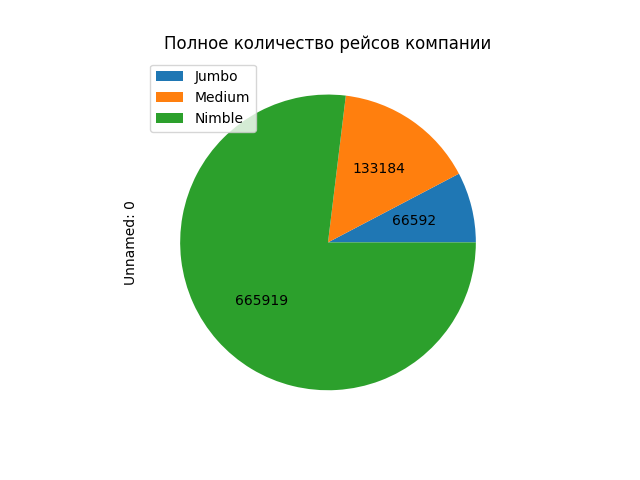 Полное количество рейсов компании
Jumbo
Medium
Nimble
133184
66592
Unnamed: 0
665919